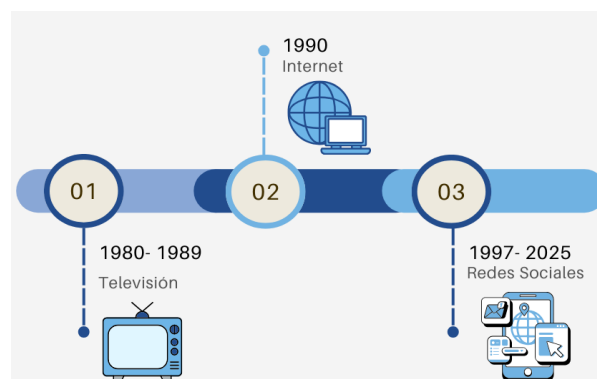 1990
Internet
01
02
03
1980- 1989
Televisión
1997- 2025
Redes Sociales